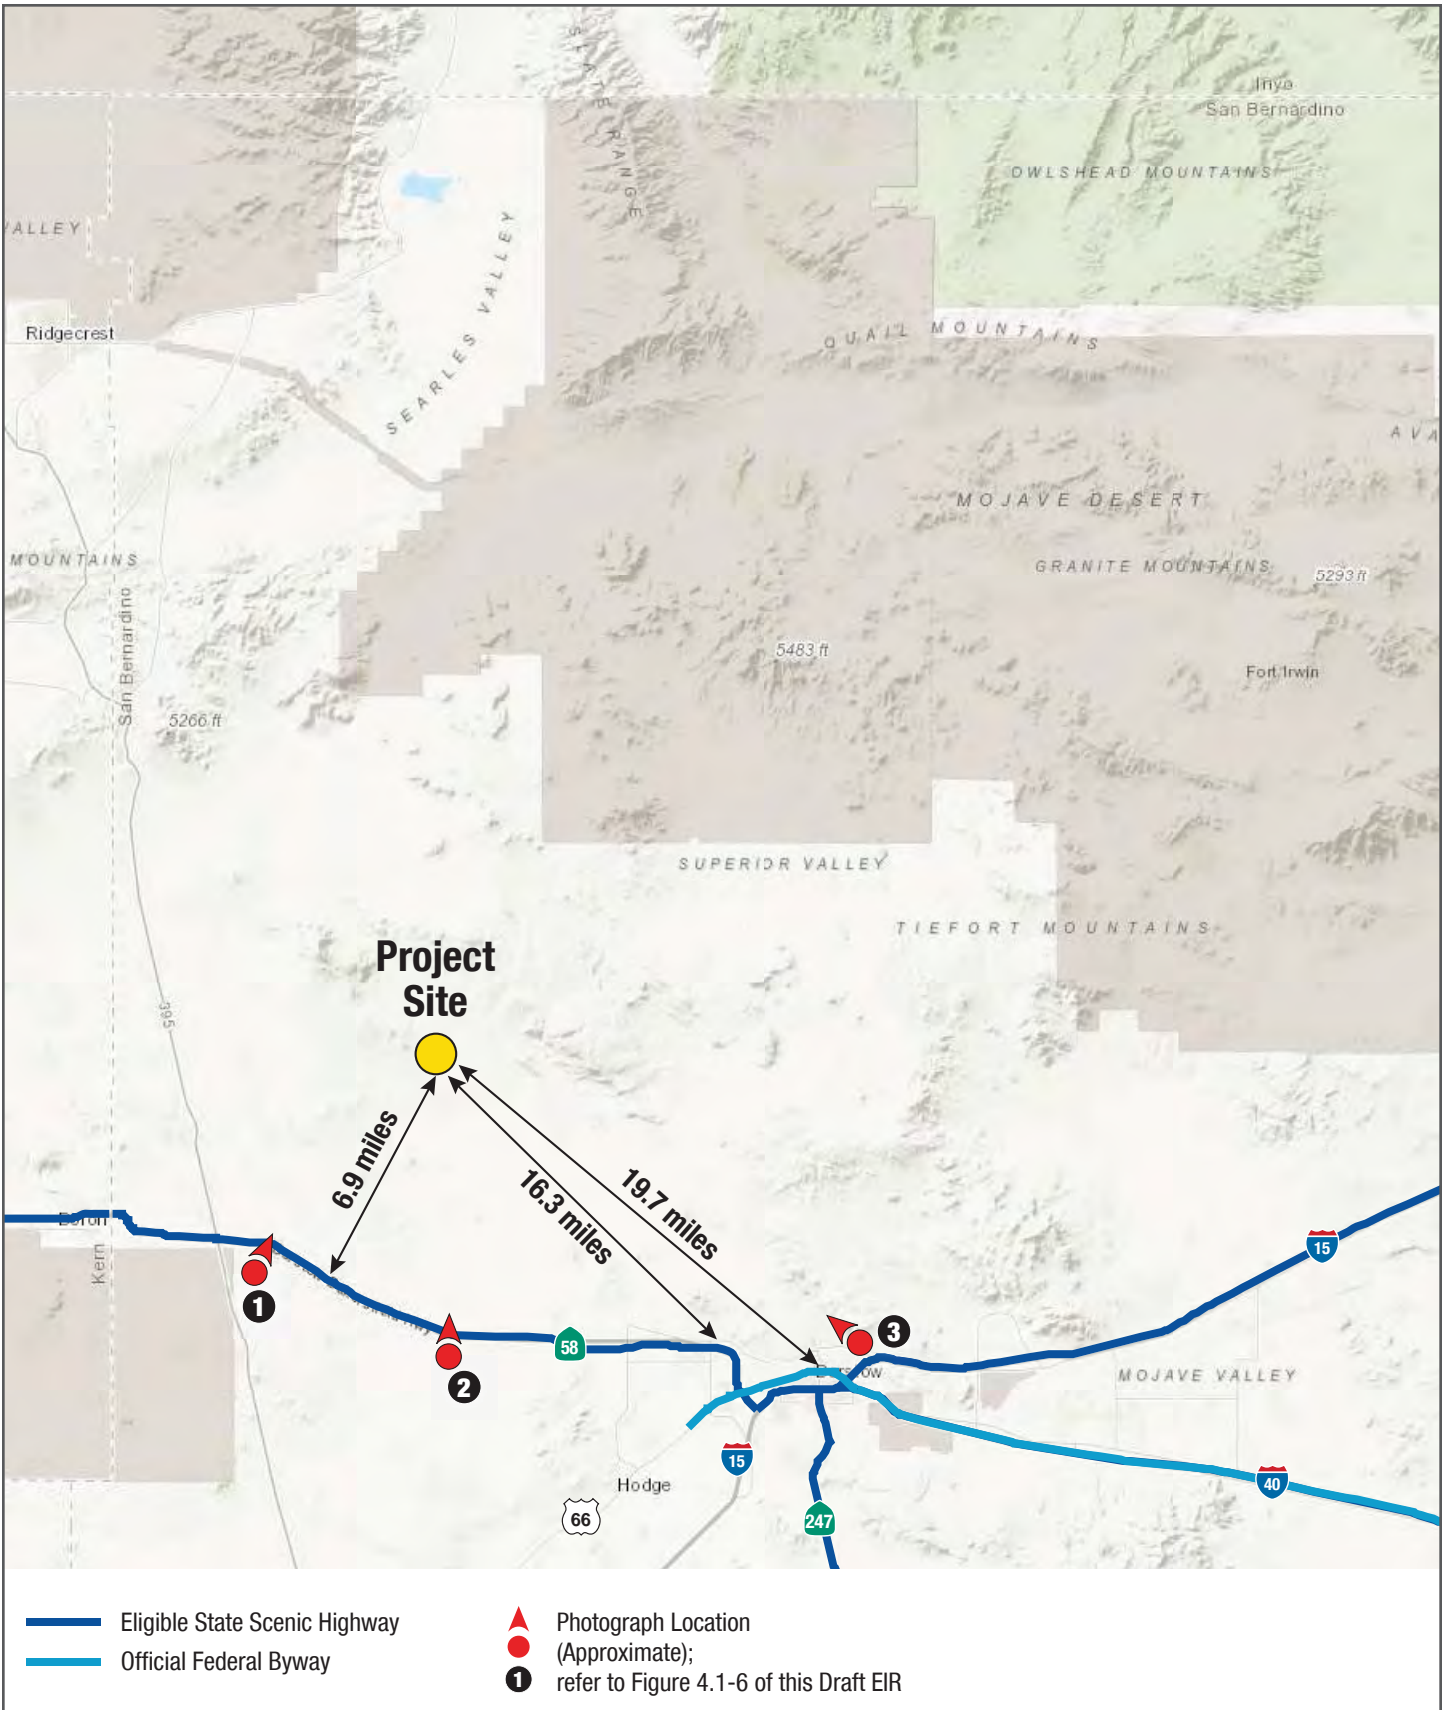 Inyo
San Bernardino
SLATE RANGE
OWLSHEAD MOUNTAINS
VALLEY
SEARLES VALLEY
Ridgecrest
QUAIL MOUNTAINS
AVA
MOJAVE DESERT
MOUNTAINS
GRANITE MOUNTAINS
5293 ft
San Bernardino
5483 ft
Fort Irwin
5266 ft
SUPERIOR VALLEY
TIEFORT MOUNTAINS
Project
Site
395
6.9 miles
16.3 miles
19.7 miles
Boron
Kern
15
1
3
58
2
Barstow
MOJAVE VALLEY
15
Hodge
40
66
247
Eligible State Scenic Highway
Official Federal Byway
Photograph Location
(Approximate);
1 refer to Figure 4.1-6 of this Draft EIR